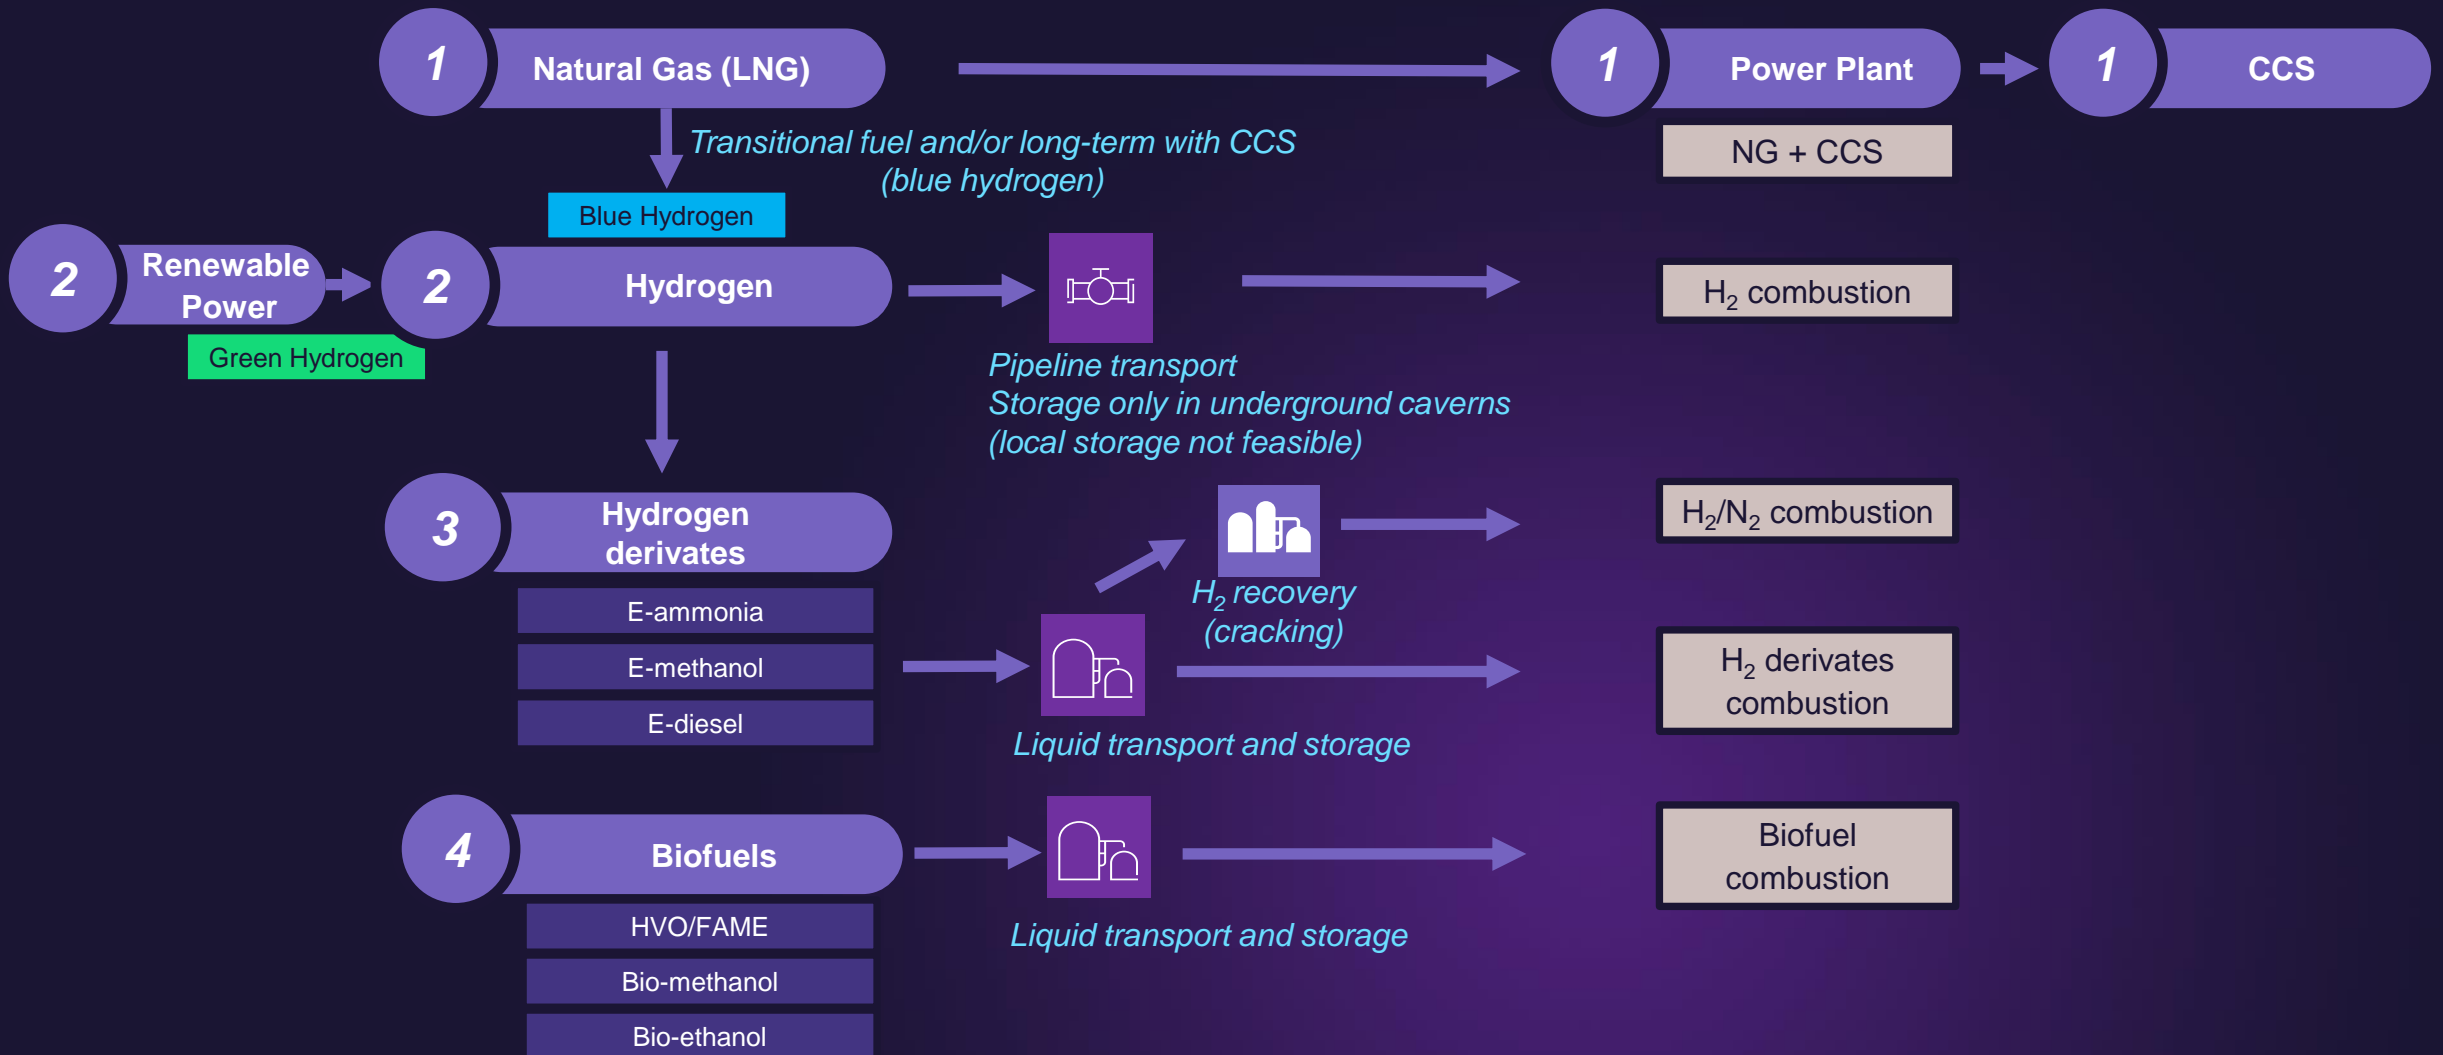 1
Natural Gas (LNG)
1
Power Plant
1
CCS
Transitional fuel and/or long-term with CCS
(blue hydrogen)
NG + CCS
Blue Hydrogen
2
Renewable
Power
Green Hydrogen
2
Hydrogen
H₂ combustion
Pipeline transport
Storage only in underground caverns
(local storage not feasible)
3
Hydrogen
derivates
E-ammonia
E-methanol
E-diesel
H₂ recovery
(cracking)
Liquid transport and storage
H₂/N₂ combustion
H₂ derivates
combustion
4
Biofuels
HVO/FAME
Bio-methanol
Bio-ethanol
Liquid transport and storage
Biofuel
combustion